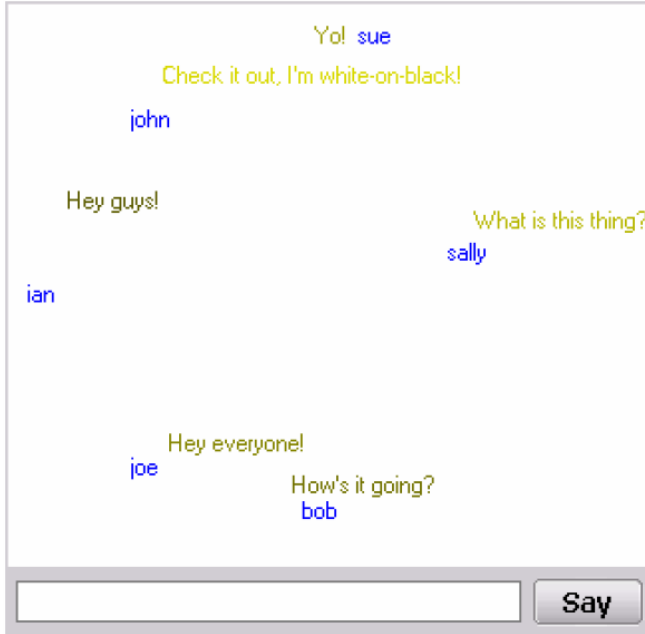 Yo! sue
Check it out, I'm white-on-black!
john
Hey guys!
What is this thing?
sally
ian
Hey everyone!
joe
How's it going?
bob
Say